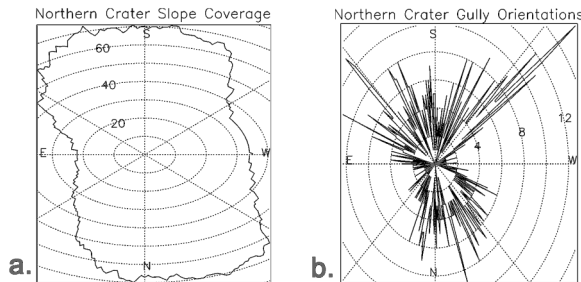 Northern Crater Slope Coverage
S
60
40
20
E
W
N
a.
Northern Crater Gully Orientations
S
12
8
4
E
W
N
b.